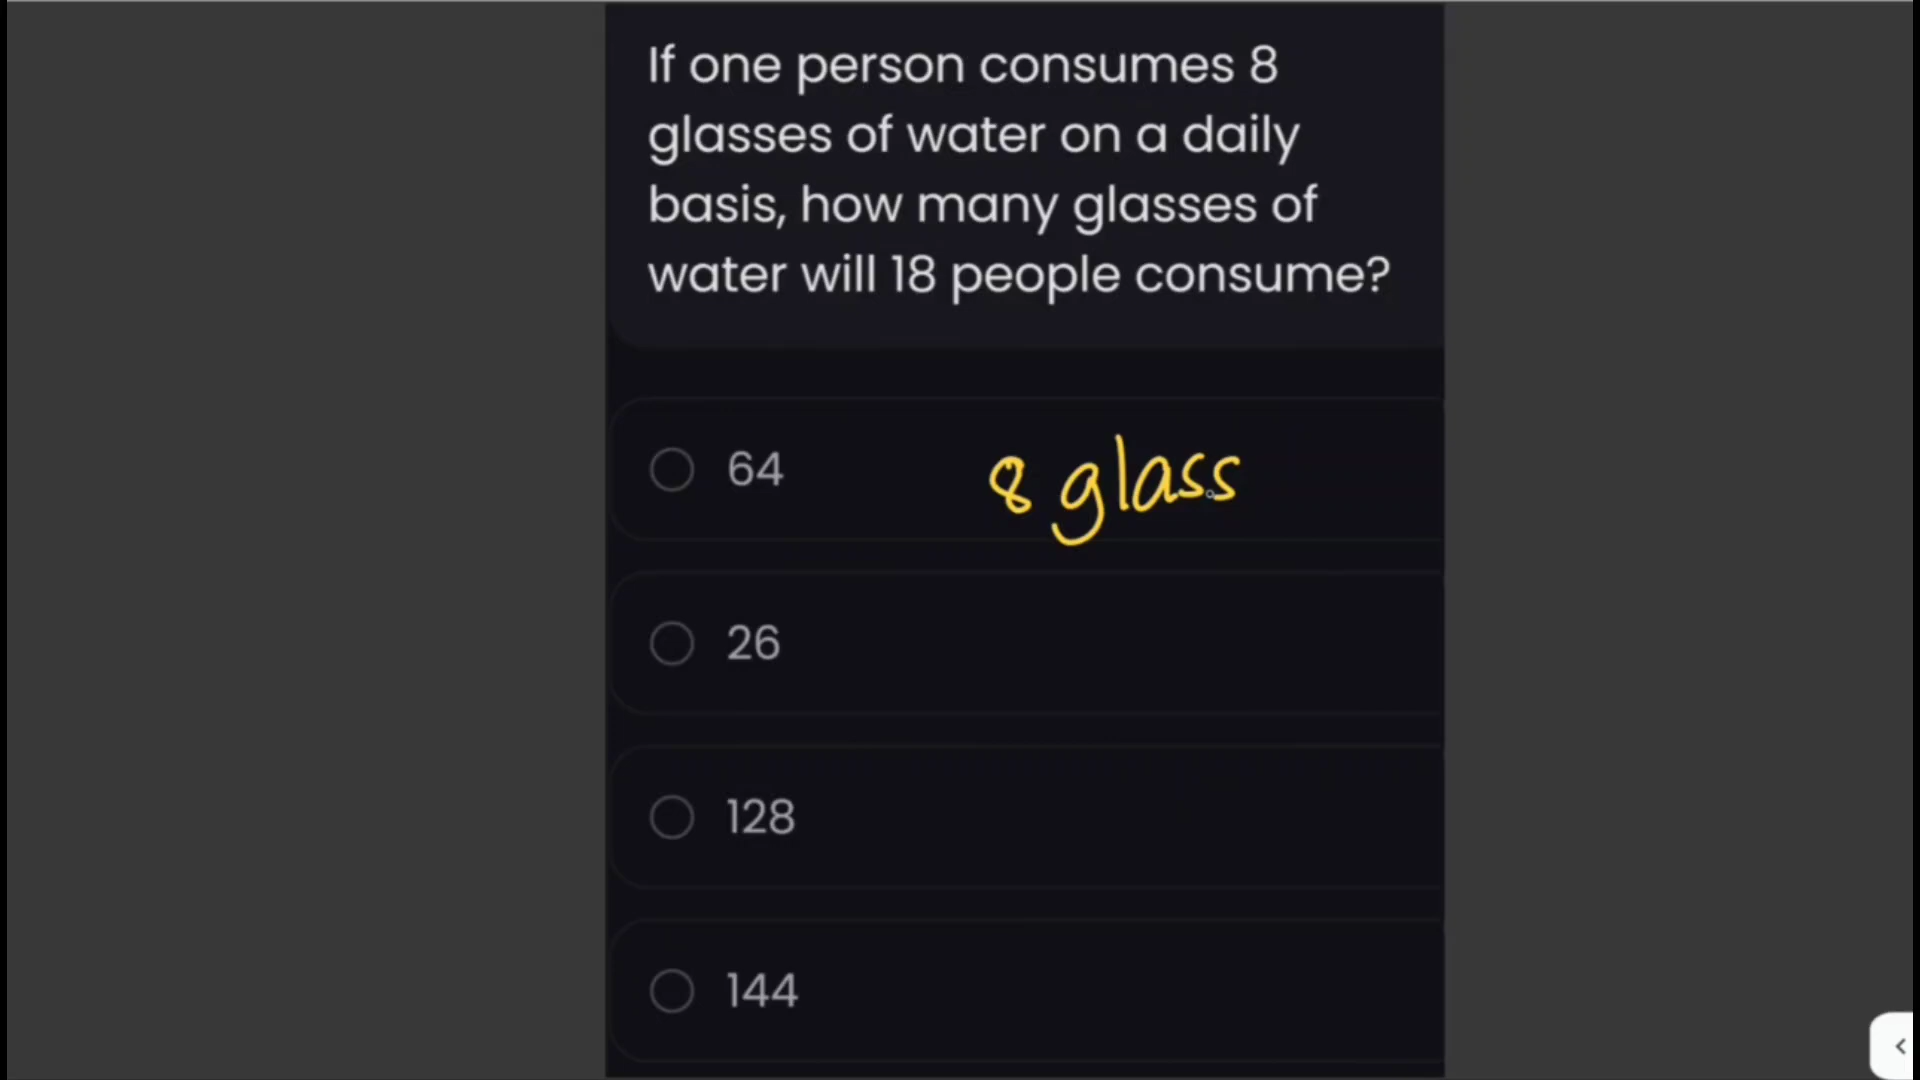 If one person consumes 8
glasses of water on a daily
basis, how many glasses of
water will 18 people consume?
64
8 glass
26
128
144